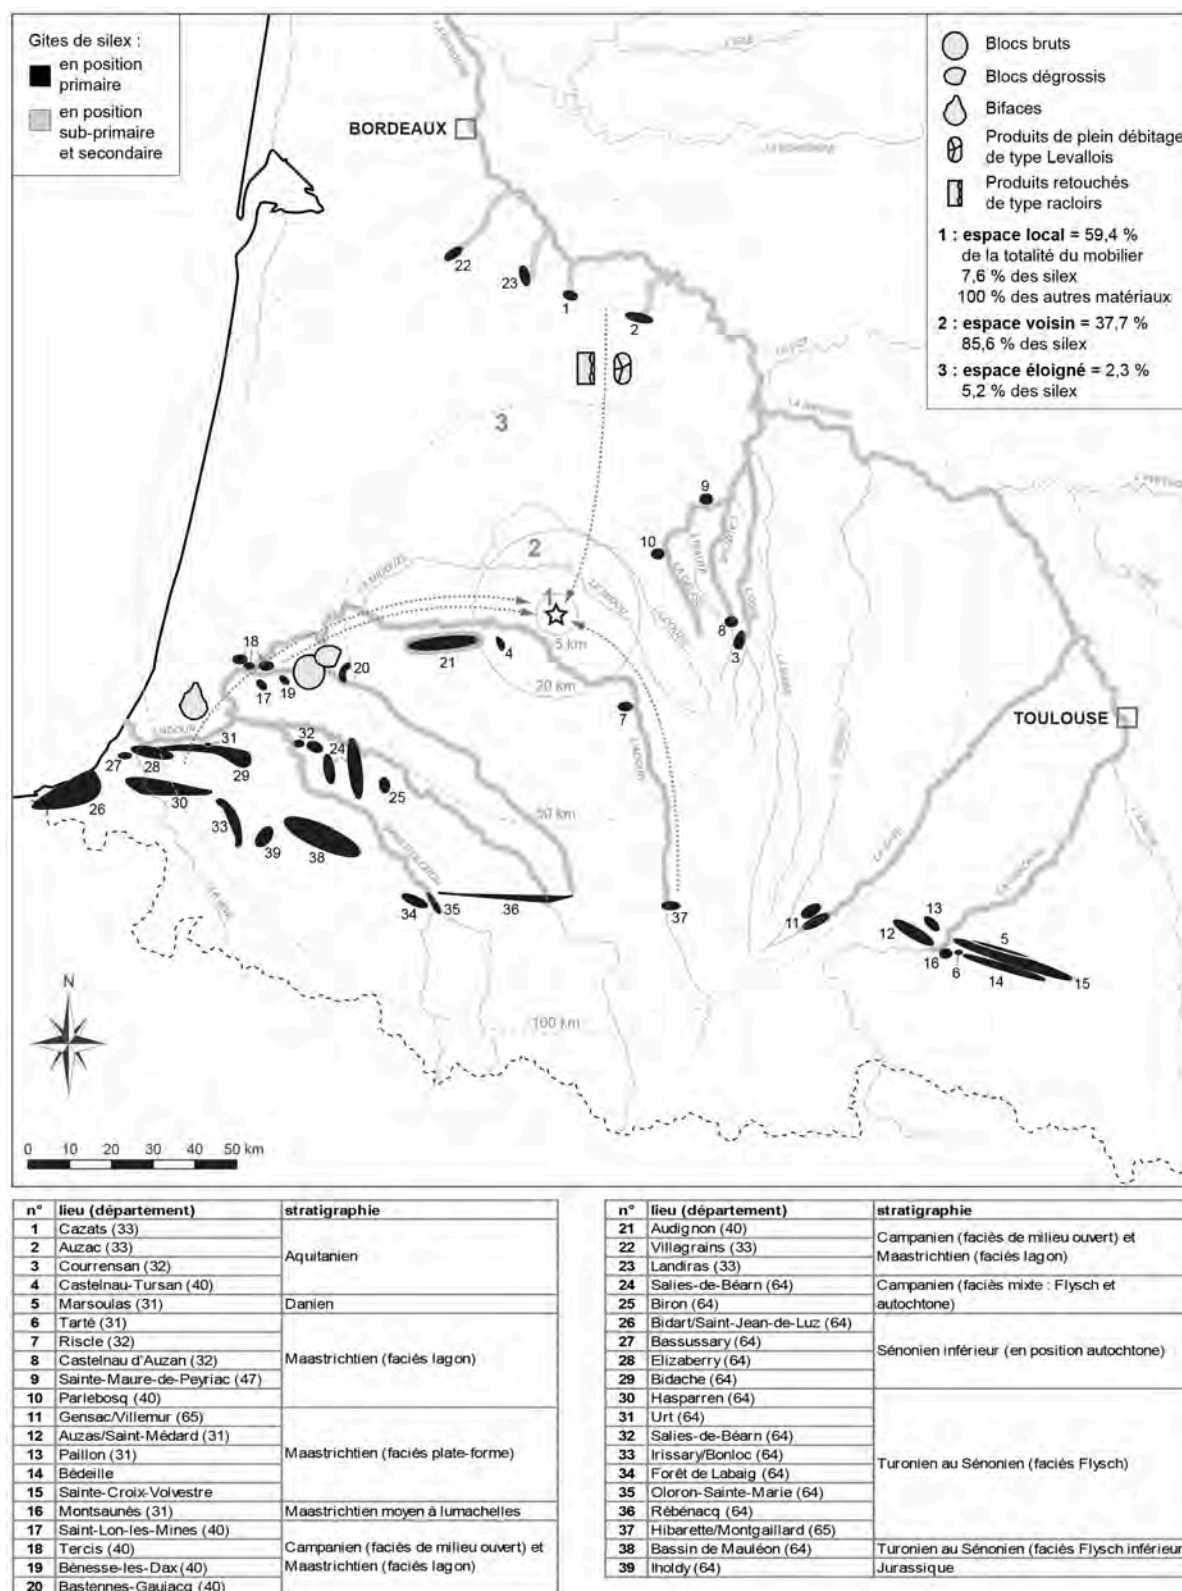 Gites de silex :
en position
primaire
en position
sub-primaire
et secondaire
Blocs bruts
Blocs dégrossis
Bifaces
Produits de plein débitage
de type Levallois
Produits retouchés
de type racloirs
1 : espace local = 59,4 %
de la totalité du mobilier
7,6 % des silex
100 % des autres matériaux
2 : espace voisin = 37,7 %
85,6 % des silex
3 : espace éloigné = 2,3 %
5,2 % des silex
BORDEAUX
22
23
1
2
3
9
10
2
1
8
3
5 km
18
20
21
4
17
19
20 km
7
TOULOUSE
L'ADOUR
31
32
24
27
28
29
25
26
30
50 km
33
39
38
34
35
36
37
11
12
13
5
16
6
14
15
N
100 km
0 10 20 30 40 50 km
n° lieu (département) stratigraphie
1 Cazats (33)
2 Auzac (33)
Aquitanien
3 Courrensan (32)
4 Castelnau-Tursan (40)
5 Marsoulas (31) Danien
6 Tarté (31)
7 Riscle (32)
8 Castelnau d'Auzan (32)
Maastrichtien (faciès lagon)
9 Sainte-Maure-de-Peyriac (47)
10 Parlebosq (40)
11 Gensac/Villemur (65)
12 Auzas/Saint-Médard (31)
13 Paillon (31)
Maastrichtien (faciès plate-forme)
14 Bédeille
15 Sainte-Croix-Volvestre
16 Montsaunès (31) Maastrichtien moyen à lumachelles
17 Saint-Lon-les-Mines (40)
18 Tercis (40)
Campanien (faciès de milieu ouvert) et
19 Bénesse-les-Dax (40)
Maastrichtien (faciès lagon)
20 Bastennes-Gaujacq (40)
n° lieu (département) stratigraphie
21 Audignon (40)
22 Villagrains (33)
Campanien (faciès de milieu ouvert) et
Maastrichtien (faciès lagon)
23 Landiras (33)
24 Salies-de-Béarn (64)
Campanien (faciès mixte : Flysch et
25 Biron (64)
autochtone)
26 Bidart/Saint-Jean-de-Luz (64)
27 Bassussary (64)
Sénonien inférieur (en position autochtone)
28 Elizaberry (64)
29 Bidache (64)
30 Hasparren (64)
31 Urt (64)
32 Salies-de-Béarn (64)
33 Irissary/Bonloc (64)
Turonien au Sénonien (faciès Flysch)
34 Forêt de Labaig (64)
35 Oloron-Sainte-Marie (64)
36 Rébénacq (64)
37 Hibarette/Montgaillard (65)
38 Bassin de Mauléon (64) Turonien au Sénonien (faciès Flysch inférieur
39 Iholdy (64) Jurassique